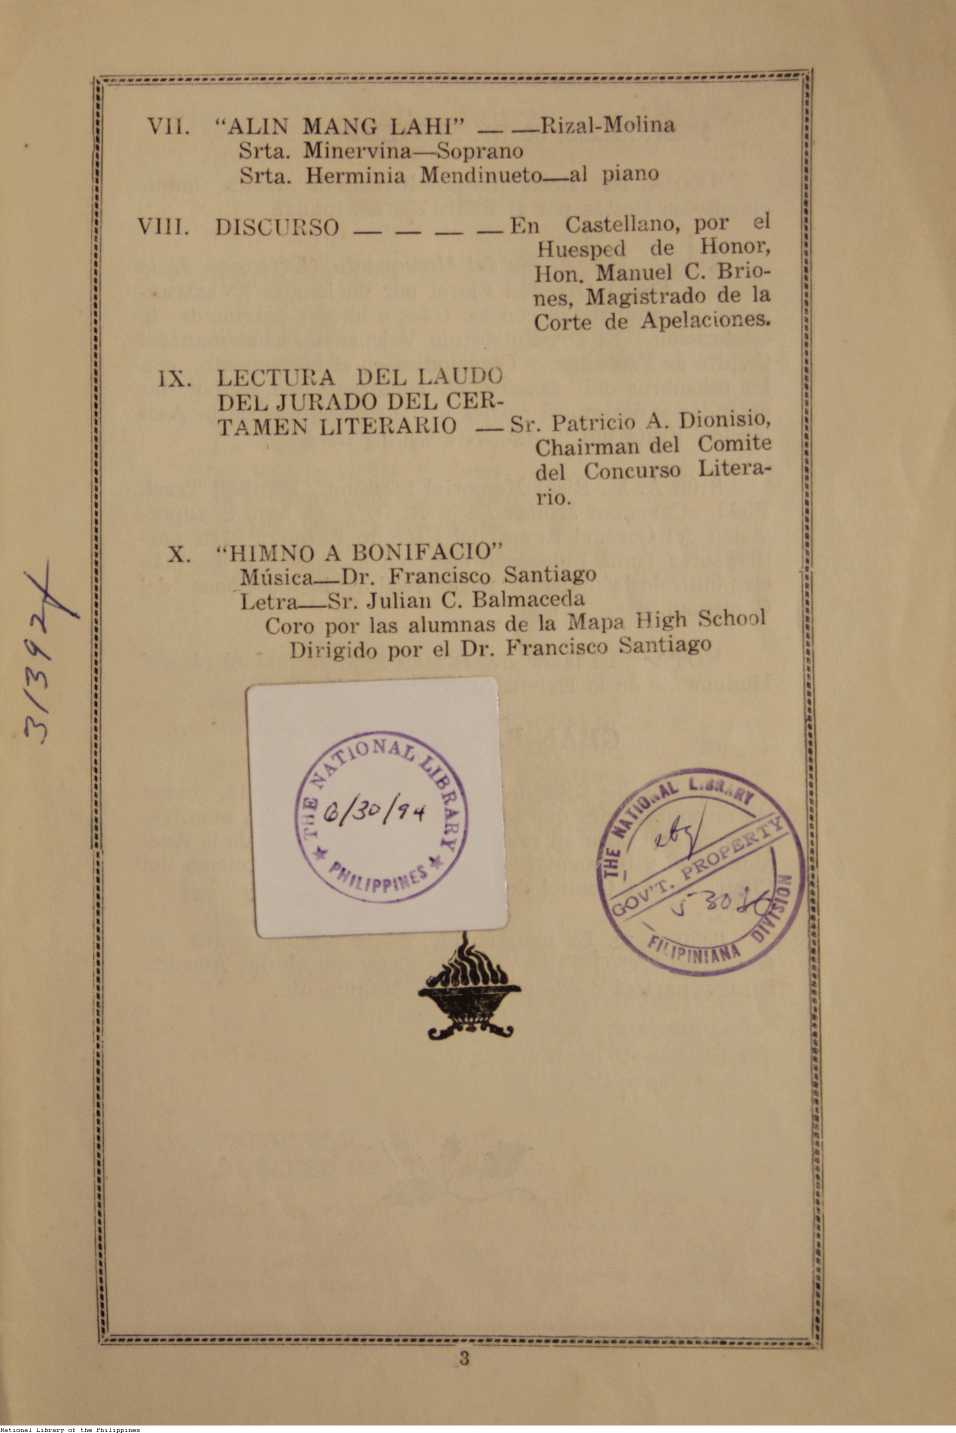 VII. “ALIN MANG LAHI” — —Rizal-Molina
Srta. Minervina—Soprano
Srta. Herminia Mendinueto—al piano
VIII. DISCURSO — — — — En Castellano, por el
Huesped de Honor,
Hon. Manuel C. Brio-
nes, Magistrado de la
Corte de Apelaciones.
IX. LECTURA DEL LAUDO
DEL JURADO DEL CER-
TAMEN LITERARIO — Sr. Patricio A. Dionisio,
Chairman del Comite
del Concurso Litera-
rio.
X. “HIMNO A BONIFACIO”
Música—Dr. Francisco Santiago
Letra—Sr. Julian C. Balmaceda
Coro por las alumnas de la Mapa High School
Dirigido por el Dr. Francisco Santiago
THE NATIONAL LIBRARY
6/30/94
★ PHILIPPINES ★
THE NATIONAL LIBRARY
GOV'T. PROPERTY
FILIPINIANA DIVISION
3
National Library of the Philippines